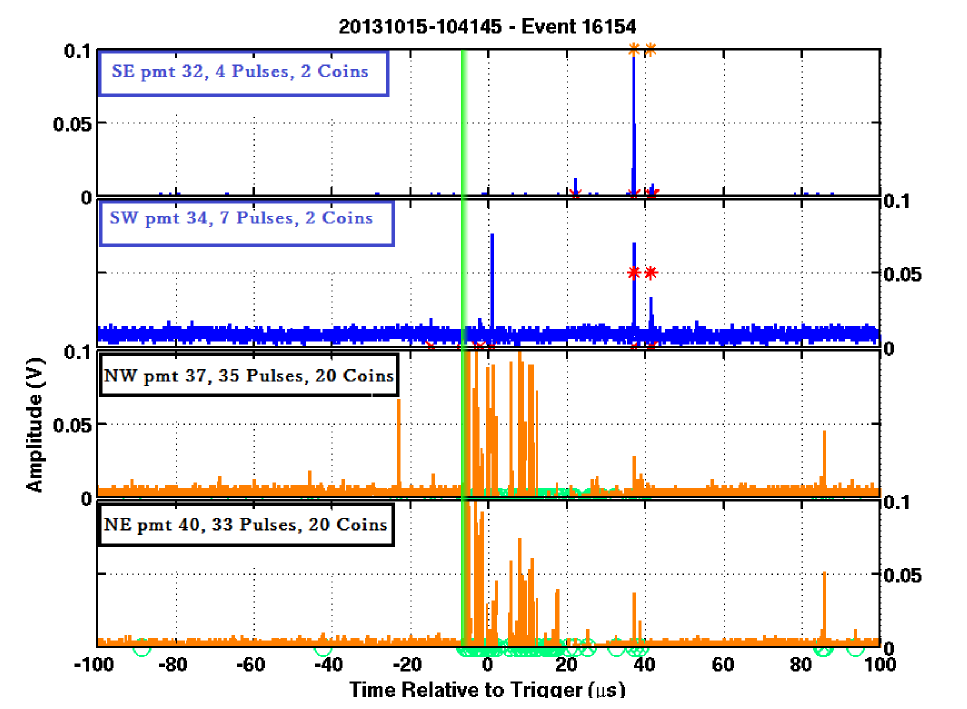 20131015-104145 - Event 16154
0.1
SE pmt 32, 4 Pulses, 2 Coins
0.05
0
0.1
SW pmt 34, 7 Pulses, 2 Coins
0.05
0
0.1
NW pmt 37, 35 Pulses, 20 Coins
0.05
0
0.1
NE pmt 40, 33 Pulses, 20 Coins
0.05
0
Amplitude (V)
-100 -80 -60 -40 -20 0 20 40 60 80 100
Time Relative to Trigger (μs)